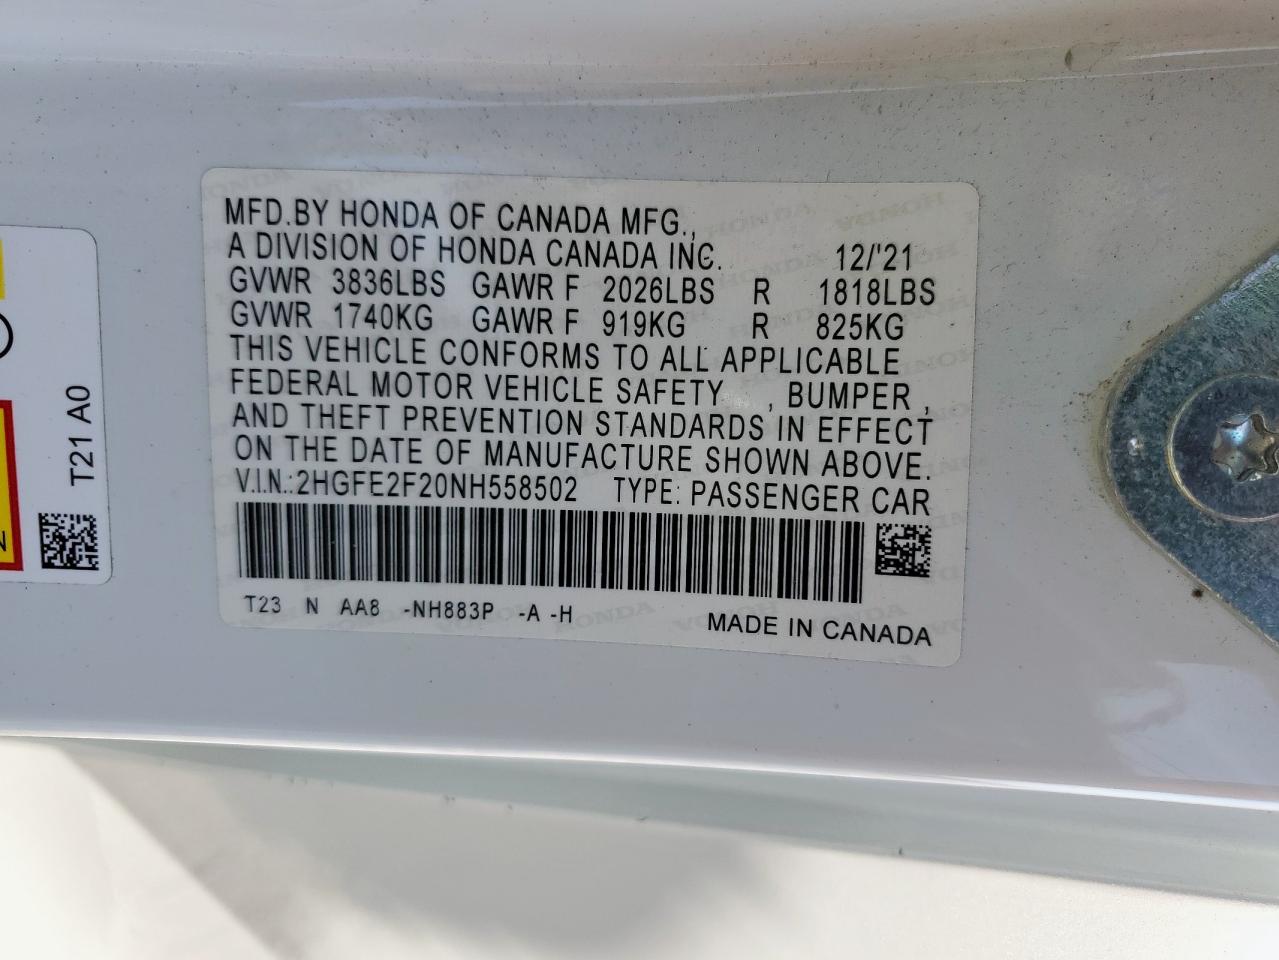 MFD.BY HONDA OF CANADA MFG.,
A DIVISION OF HONDA CANADA INC. 12/'21
GVWR 3836LBS GAWR F 2026LBS R 1818LBS
GVWR 1740KG GAWR F 919KG R 825KG
THIS VEHICLE CONFORMS TO ALL APPLICABLE
FEDERAL MOTOR VEHICLE SAFETY , BUMPER ,
AND THEFT PREVENTION STANDARDS IN EFFECT
ON THE DATE OF MANUFACTURE SHOWN ABOVE.
V.I.N.:2HGFE2F20NH558502 TYPE: PASSENGER CAR
T23 N AA8 -NH883P -A -H
MADE IN CANADA
T21 A0